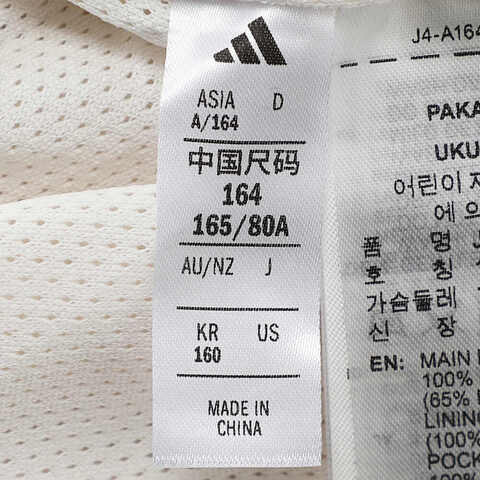 ASIA D
A/164
中国尺码
164
165/80A
AU/NZ J
KR US
160
MADE IN
CHINA
J4-A164
PAKA
UKU
어린이
에 의
품 명
호 칭
가슴둘레
신 장
EN: MAIN
100%
(65%
LINING
(100%
POCK
100%